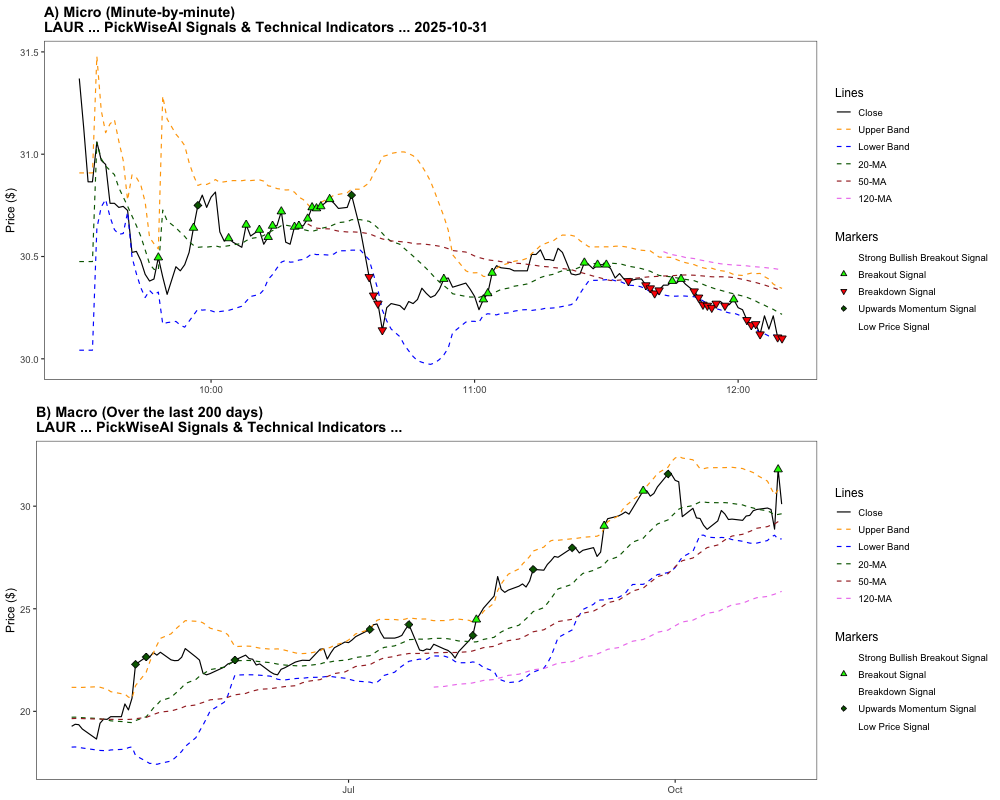 A) Micro (Minute-by-minute)
LAUR ... PickWiseAI Signals & Technical Indicators ... 2025-10-31
31.5
31.0
30.5
30.0
Price ($)
10:00
11:00
12:00
Lines
Close
Upper Band
Lower Band
20-MA
50-MA
120-MA
Markers
Strong Bullish Breakout Signal
Breakout Signal
Breakdown Signal
Upwards Momentum Signal
Low Price Signal
B) Macro (Over the last 200 days)
LAUR ... PickWiseAI Signals & Technical Indicators ...
30
25
20
Price ($)
Jul
Oct
Lines
Close
Upper Band
Lower Band
20-MA
50-MA
120-MA
Markers
Strong Bullish Breakout Signal
Breakout Signal
Breakdown Signal
Upwards Momentum Signal
Low Price Signal